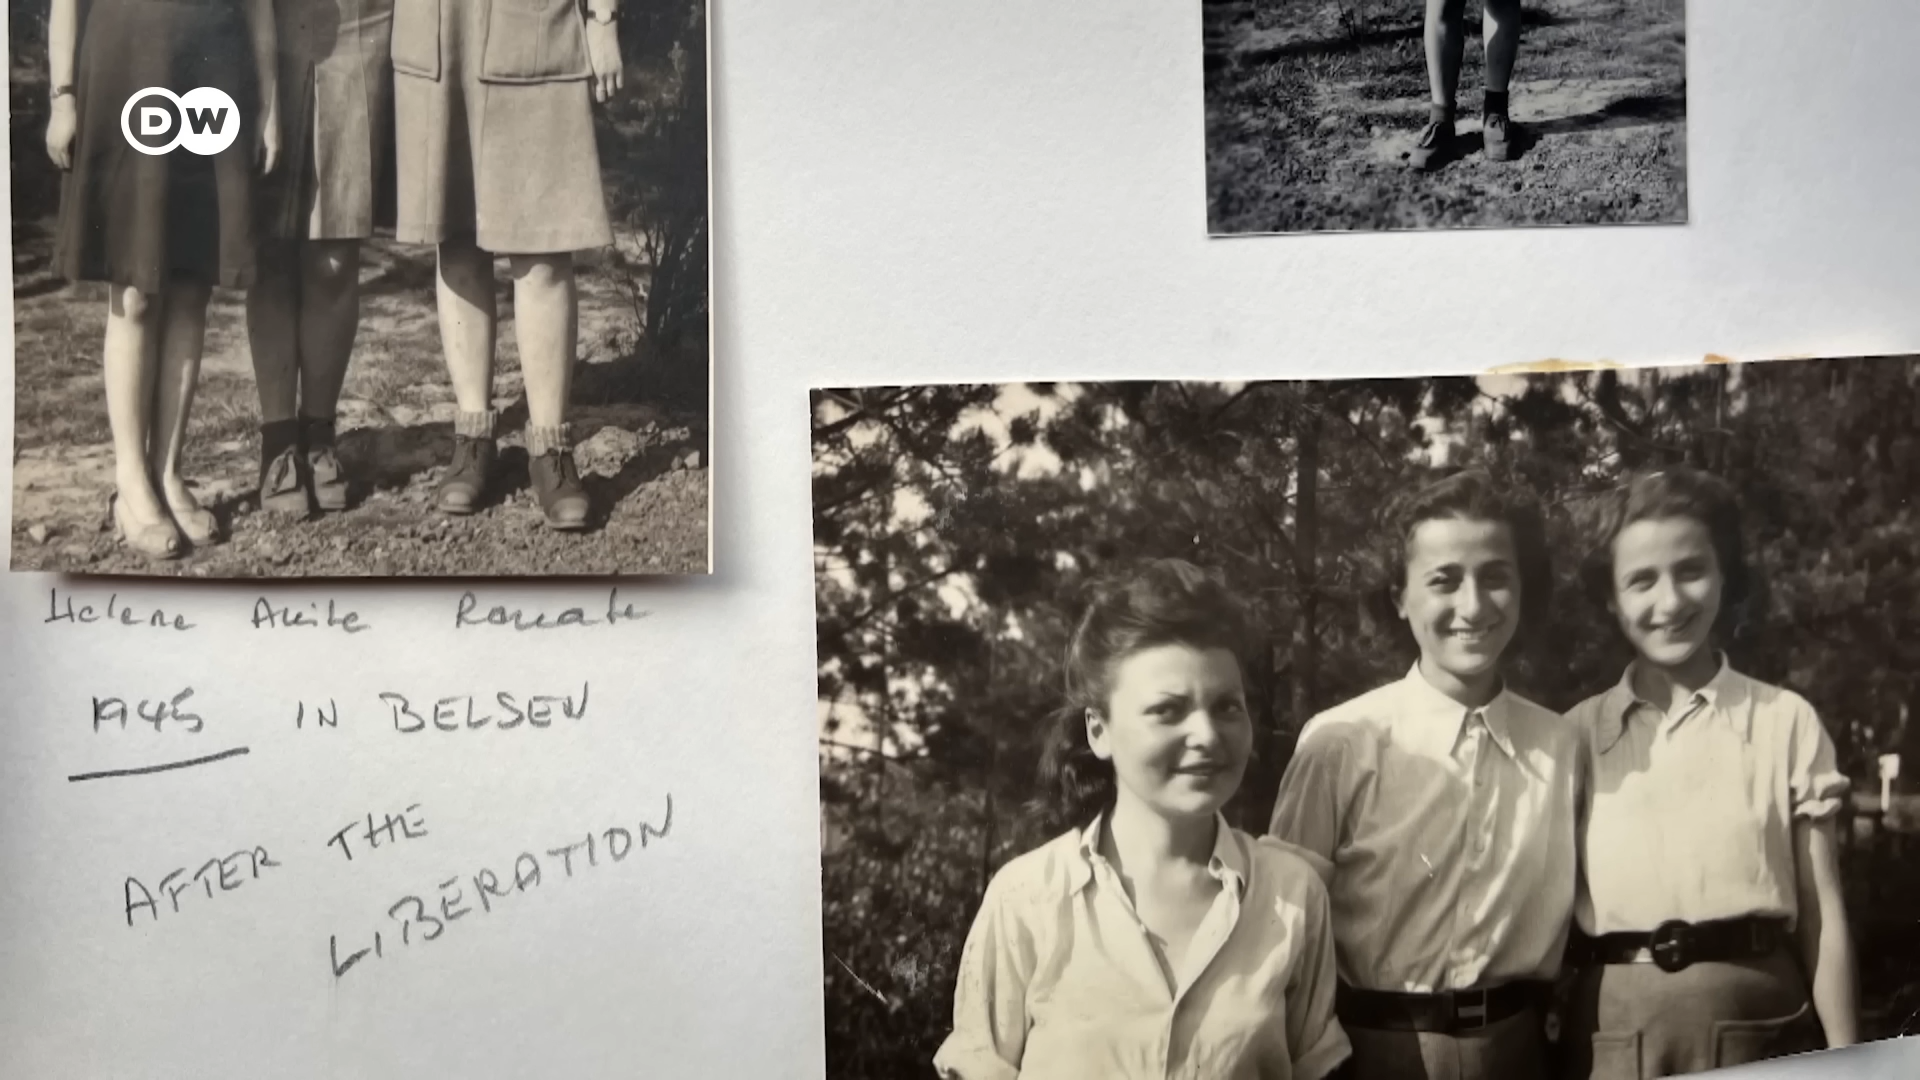 DW
Helene Anita Renate
1945 IN BELSEN
AFTER THE
LIBERATION